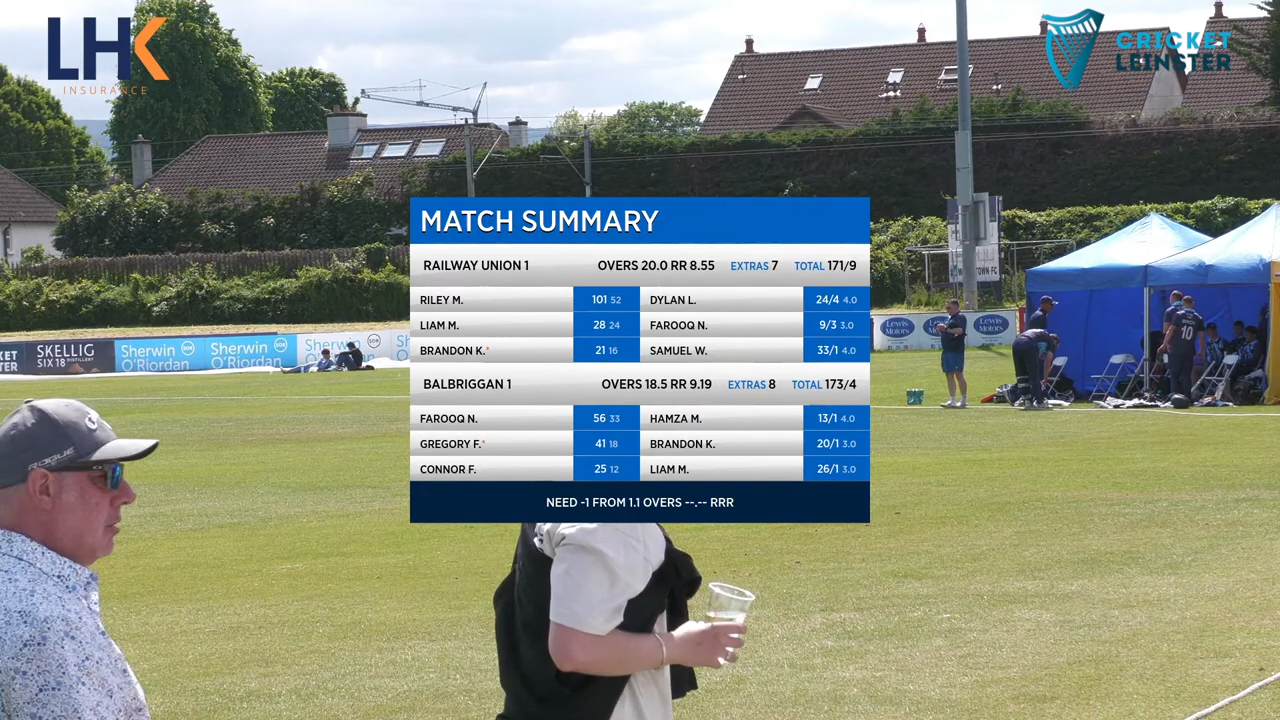 LHK
INSURANCE
CRICKET
LEINSTER
MATCH SUMMARY
RAILWAY UNION 1 OVERS 20.0 RR 8.55 EXTRAS 7 TOTAL 171/9
RILEY M. 101 52 DYLAN L. 24/4 4.0
LIAM M. 28 24 FAROOQ N. 9/3 3.0
BRANDON K.* 21 16 SAMUEL W. 33/1 4.0
BALBRIGGAN 1 OVERS 18.5 RR 9.19 EXTRAS 8 TOTAL 173/4
FAROOQ N. 56 33 HAMZA M. 13/1 4.0
GREGORY F.* 41 18 BRANDON K. 20/1 3.0
CONNOR F. 25 12 LIAM M. 26/1 3.0
NEED -1 FROM 1.1 OVERS --.-- RRR
SKELLIG
SIX 18
Sherwin
O'Riordan
Sherwin
O'Riordan
Lewis
Motors
Lewis
Motors
TOWN FC
10
ROGUE